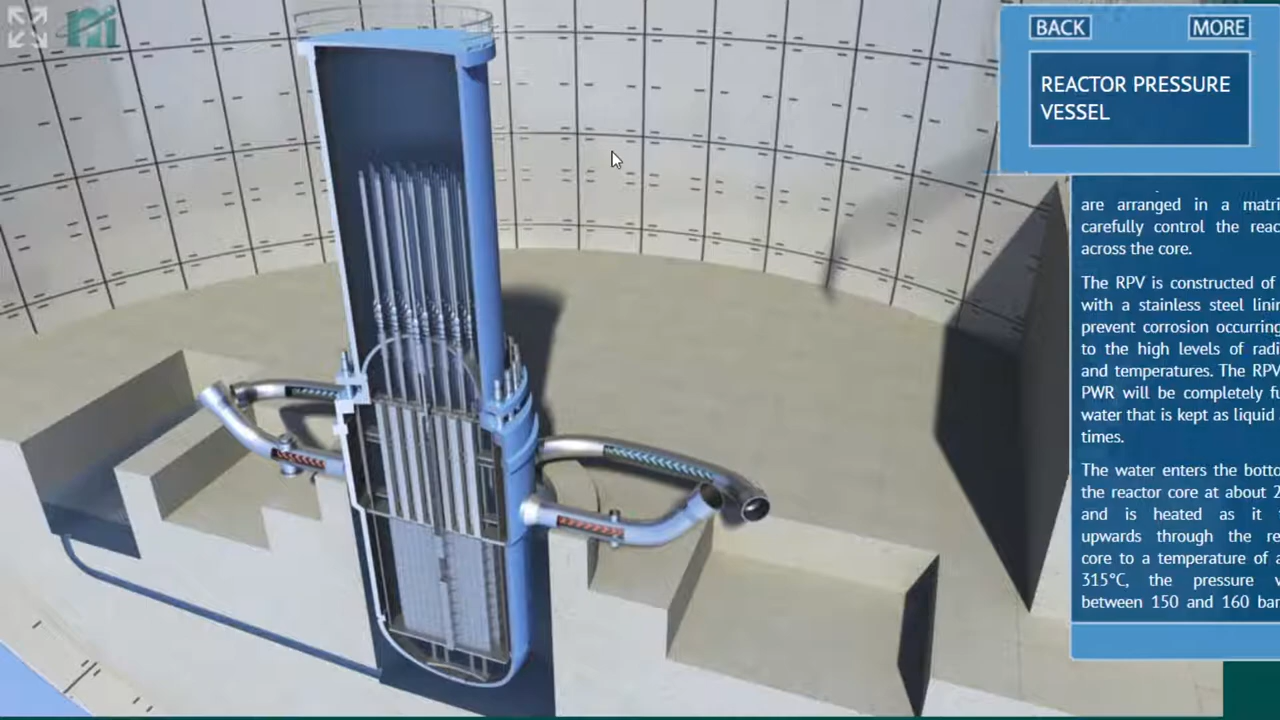 BACK
MORE
REACTOR PRESSURE
VESSEL
are arranged in a
carefully control the
across the core.
The RPV is constructed of
with a stainless steel
prevent corrosion occurring
to the high levels of
and temperatures. The RPV
PWR will be completely
water that is kept as liquid
times.
The water enters the
the reactor core at about
and is heated as it
upwards through the
core to a temperature of
315°C, the pressure
between 150 and 160